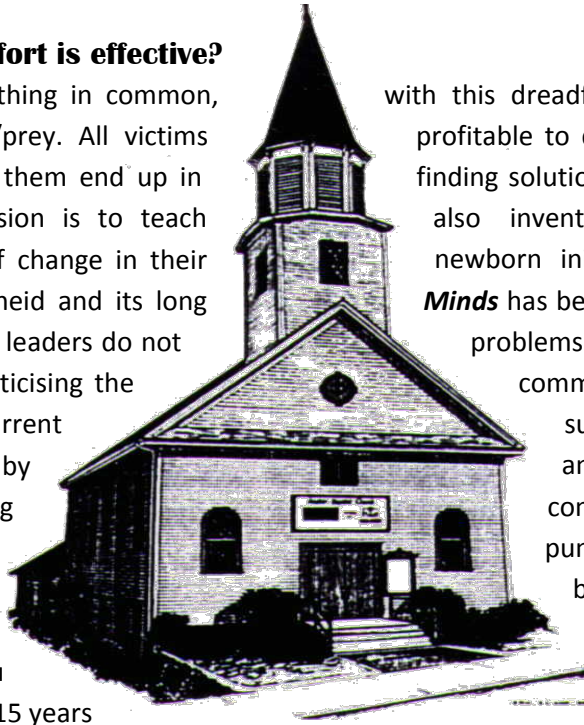 fort is effective?
thing in common,
/prey. All victims
them end up in
sion is to teach
f change in their
heid and its long
leaders do not
ticising the
rrent
by
g
15 years
with this dreadf
profitable to
finding solutio
also invent
newborn in
Minds has be
problems
comm
su
an
con
pun
b